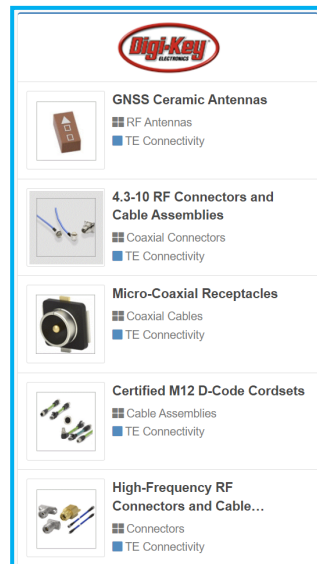 Digi-Key
ELECTRONICS
GNSS Ceramic Antennas
RF Antennas
TE Connectivity
4.3-10 RF Connectors and
Cable Assemblies
Coaxial Connectors
TE Connectivity
Micro-Coaxial Receptacles
Coaxial Cables
TE Connectivity
Certified M12 D-Code Cordsets
Cable Assemblies
TE Connectivity
High-Frequency RF
Connectors and Cable…
Connectors
TE Connectivity